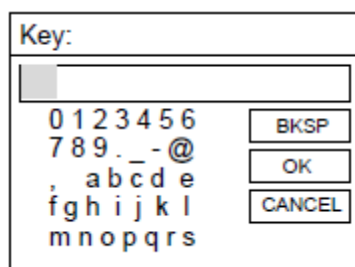 Key:
0 1 2 3 4 5 6
7 8 9 . _ - @
, a b c d e
f g h i j k l
m n o p q r s
BKSP
OK
CANCEL